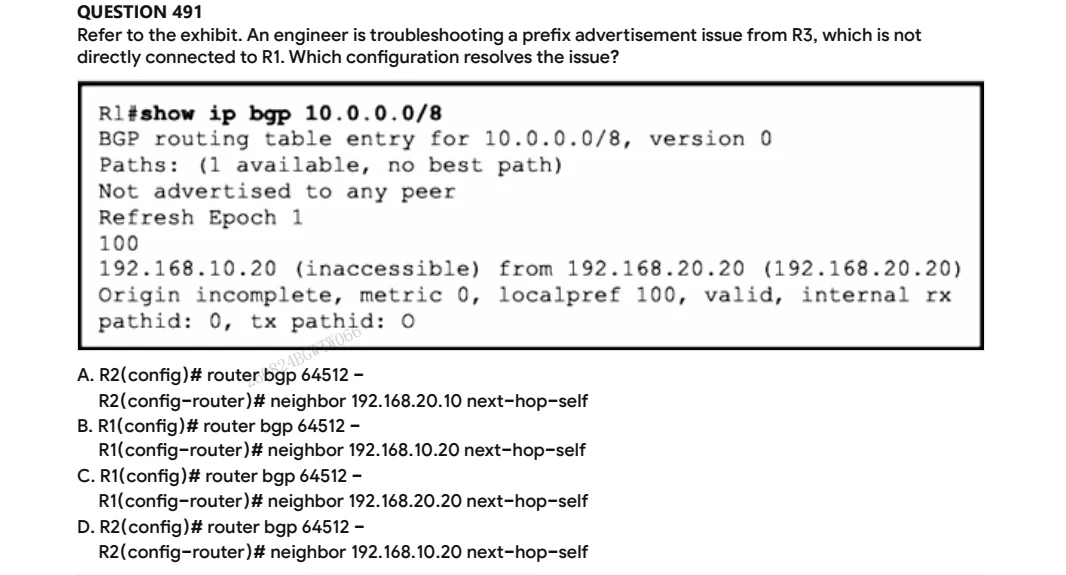 QUESTION 491
Refer to the exhibit. An engineer is troubleshooting a prefix advertisement issue from R3, which is not
directly connected to R1. Which configuration resolves the issue?
R1#show ip bgp 10.0.0.0/8
BGP routing table entry for 10.0.0.0/8, version 0
Paths: (1 available, no best path)
Not advertised to any peer
Refresh Epoch 1
100
192.168.10.20 (inaccessible) from 192.168.20.20 (192.168.20.20)
Origin incomplete, metric 0, localpref 100, valid, internal rx
pathid: 0, tx pathid: 0
A. R2(config)# router bgp 64512 –
R2(config-router)# neighbor 192.168.20.10 next-hop-self
B. R1(config)# router bgp 64512 –
R1(config-router)# neighbor 192.168.10.20 next-hop-self
C. R1(config)# router bgp 64512 –
R1(config-router)# neighbor 192.168.20.20 next-hop-self
D. R2(config)# router bgp 64512 –
R2(config-router)# neighbor 192.168.10.20 next-hop-self